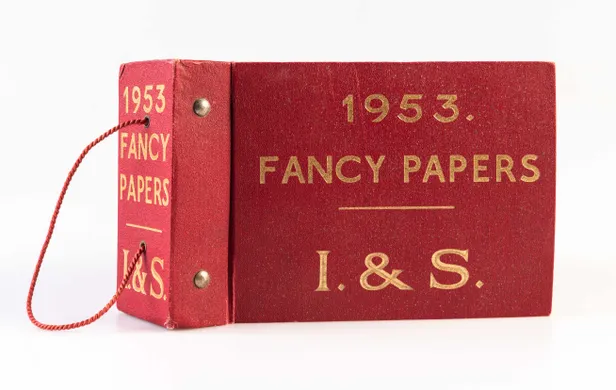 1953
FANCY
PAPERS
I.&S.
1953.
FANCY PAPERS
I. & S.